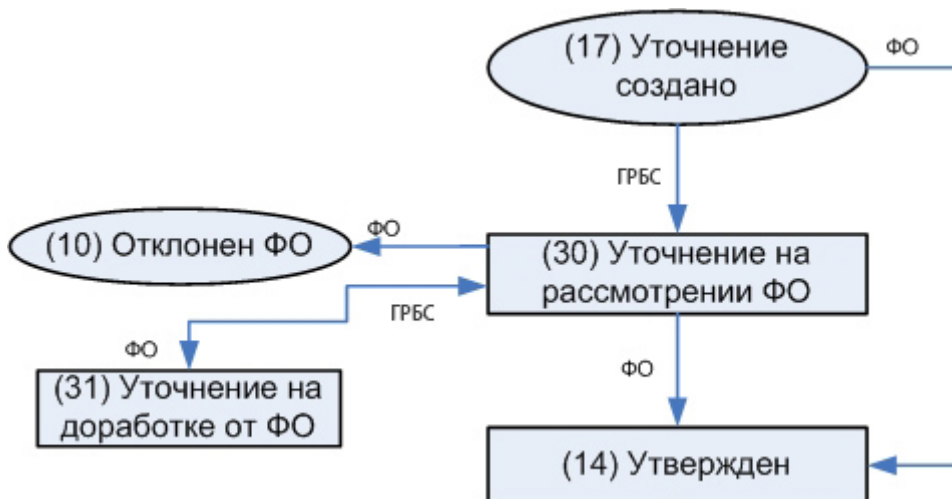 (17) Уточнение
создано
ФО
ГРБС
(10) Отклонен ФО
ФО
(30) Уточнение на
рассмотрении ФО
ГРБС
ФО
(31) Уточнение на
доработке от ФО
ФО
(14) Утвержден